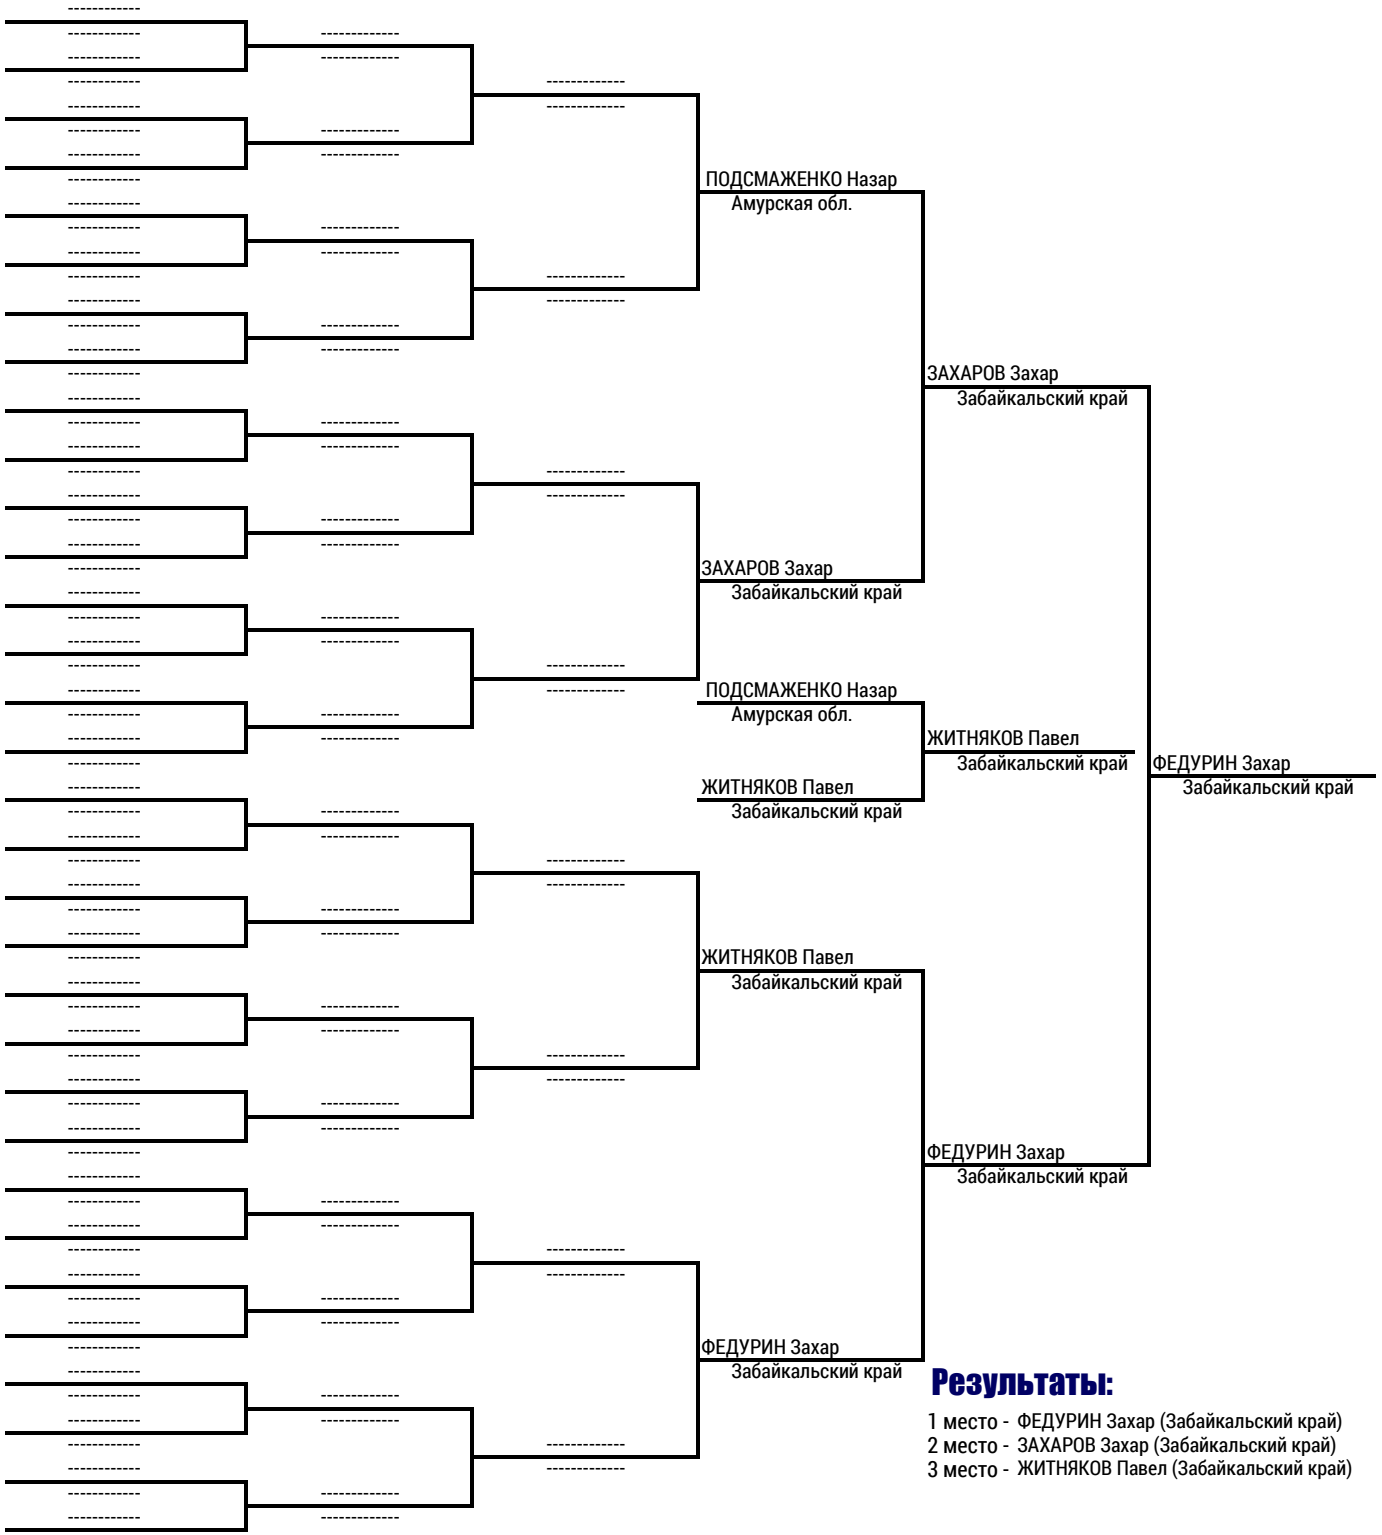 ПОДСМАЖЕНКО Назар
Амурская обл.
ЗАХАРОВ Захар
Забайкальский край
ЗАХАРОВ Захар
Забайкальский край
ПОДСМАЖЕНКО Назар
Амурская обл.
ЖИТНЯКОВ Павел
Забайкальский край
ФЕДУРИН Захар
Забайкальский край
ЖИТНЯКОВ Павел
Забайкальский край
ЖИТНЯКОВ Павел
Забайкальский край
ФЕДУРИН Захар
Забайкальский край
ФЕДУРИН Захар
Забайкальский край
Результаты:
1 место - ФЕДУРИН Захар (Забайкальский край)
2 место - ЗАХАРОВ Захар (Забайкальский край)
3 место - ЖИТНЯКОВ Павел (Забайкальский край)